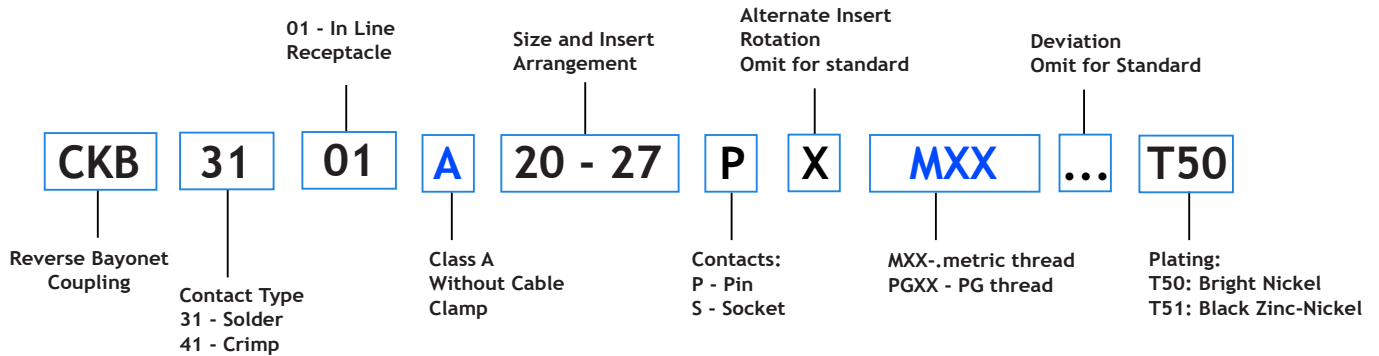 01 - In Line
Receptacle
Size and Insert
Arrangement
Alternate Insert
Rotation
Omit for standard
Deviation
Omit for Standard
CKB 31 01 A 20 - 27 P X MXX ... T50
Reverse Bayonet
Coupling
Contact Type
31 - Solder
41 - Crimp
Class A
Without Cable
Clamp
Contacts:
P - Pin
S - Socket
MXX-.metric thread
PGXX - PG thread
Plating:
T50: Bright Nickel
T51: Black Zinc-Nickel